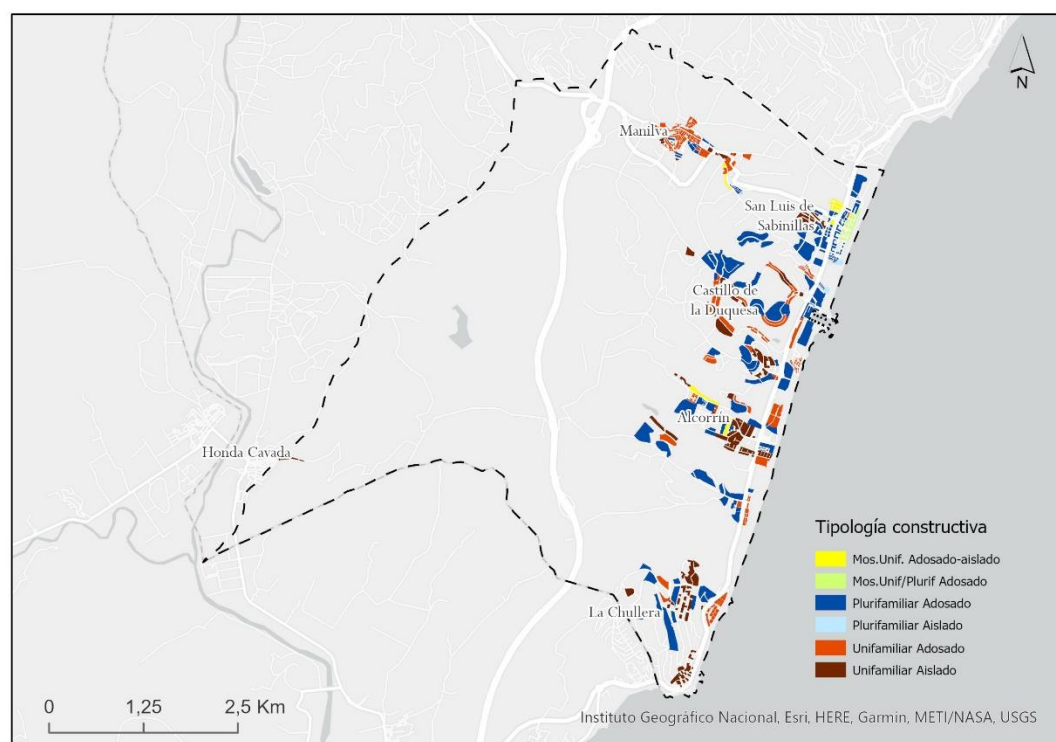 N
Manilva
San Luis de
Sabinillas
Castillo de
la Duquesa
Alcorrín
Honda Cavada
La Chullera
Tipología constructiva
Mos.Unif. Adosado-aislado
Mos.Unif/Plurif Adosado
Plurifamiliar Adosado
Plurifamiliar Aislado
Unifamiliar Adosado
Unifamiliar Aislado
0 1,25 2,5 Km
Instituto Geográfico Nacional, Esri, HERE, Garmin, METI/NASA, USGS